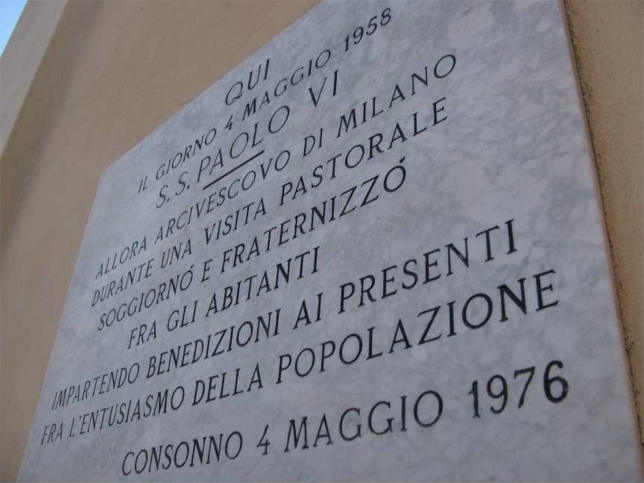 QUI
IL GIORNO 4 MAGGIO 1958
S. S. PAOLO VI
ALLORA ARCIVESCOVO DI MILANO
DURANTE UNA VISITA PASTORALE
SOGGIORNÓ E FRATERNIZZÓ
FRA GLI ABITANTI
IMPARTENDO BENEDIZIONI AI PRESENTI
FRA L'ENTUSIASMO DELLA POPOLAZIONE
CONSONNO 4 MAGGIO 1976